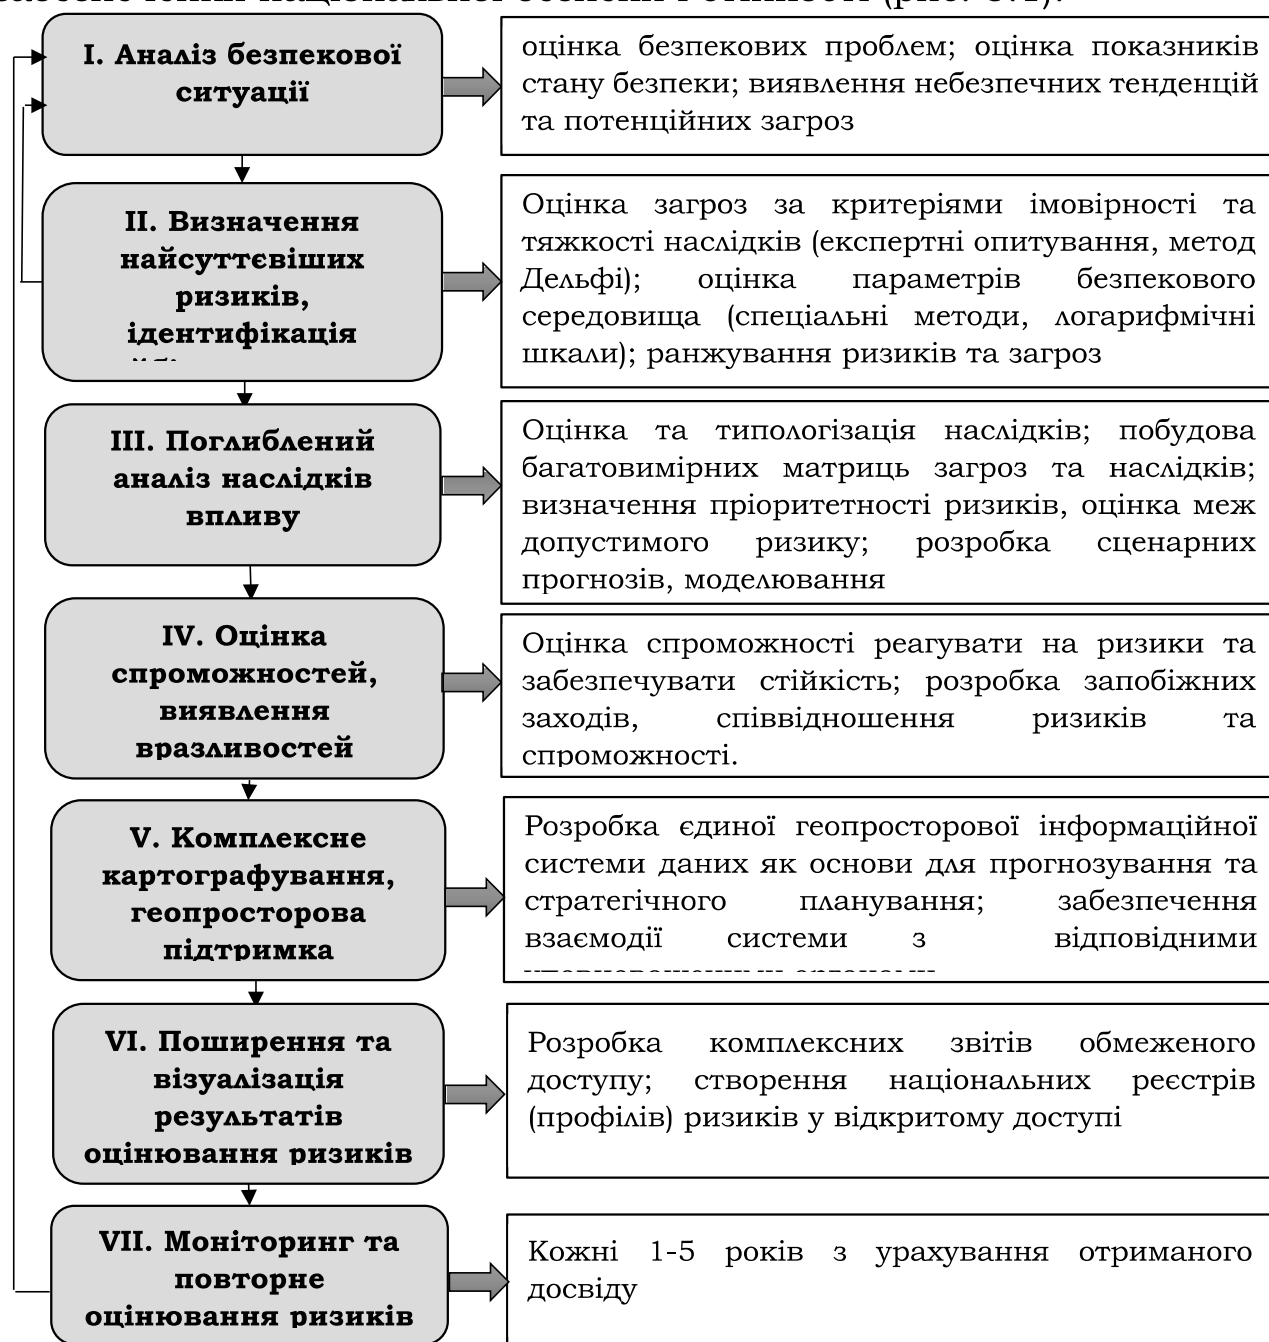 I. Аналіз безпекової
ситуації
оцінка безпекових проблем; оцінка показників
стану безпеки; виявлення небезпечних тенденцій
та потенційних загроз
II. Визначення
найсуттєвіших
ризиків,
ідентифікація
Оцінка загроз за критеріями імовірності та
тяжкості наслідків (експертні опитування, метод
Дельфі); оцінка параметрів безпекового
середовища (спеціальні методи, логарифмічні
шкали); ранжування ризиків та загроз
III. Поглиблений
аналіз наслідків
впливу
Оцінка та типологізація наслідків; побудова
багатовимірних матриць загроз та наслідків;
визначення пріоритетності ризиків, оцінка меж
допустимого ризику; розробка сценарних
прогнозів, моделювання
IV. Оцінка
спроможностей,
виявлення
вразливостей
Оцінка спроможності реагувати на ризики та
забезпечувати стійкість; розробка запобіжних
заходів, співвідношення ризиків та
спроможності.
V. Комплексне
картографування,
геопросторова
підтримка
Розробка єдиної геопросторової інформаційної
системи даних як основи для прогнозування та
стратегічного планування; забезпечення
взаємодії системи з відповідними
VI. Поширення та
візуалізація
результатів
оцінювання ризиків
Розробка комплексних звітів обмеженого
доступу; створення національних реєстрів
(профілів) ризиків у відкритому доступі
VII. Моніторинг та
повторне
оцінювання ризиків
Кожні 1-5 років з урахування отриманого
досвіду